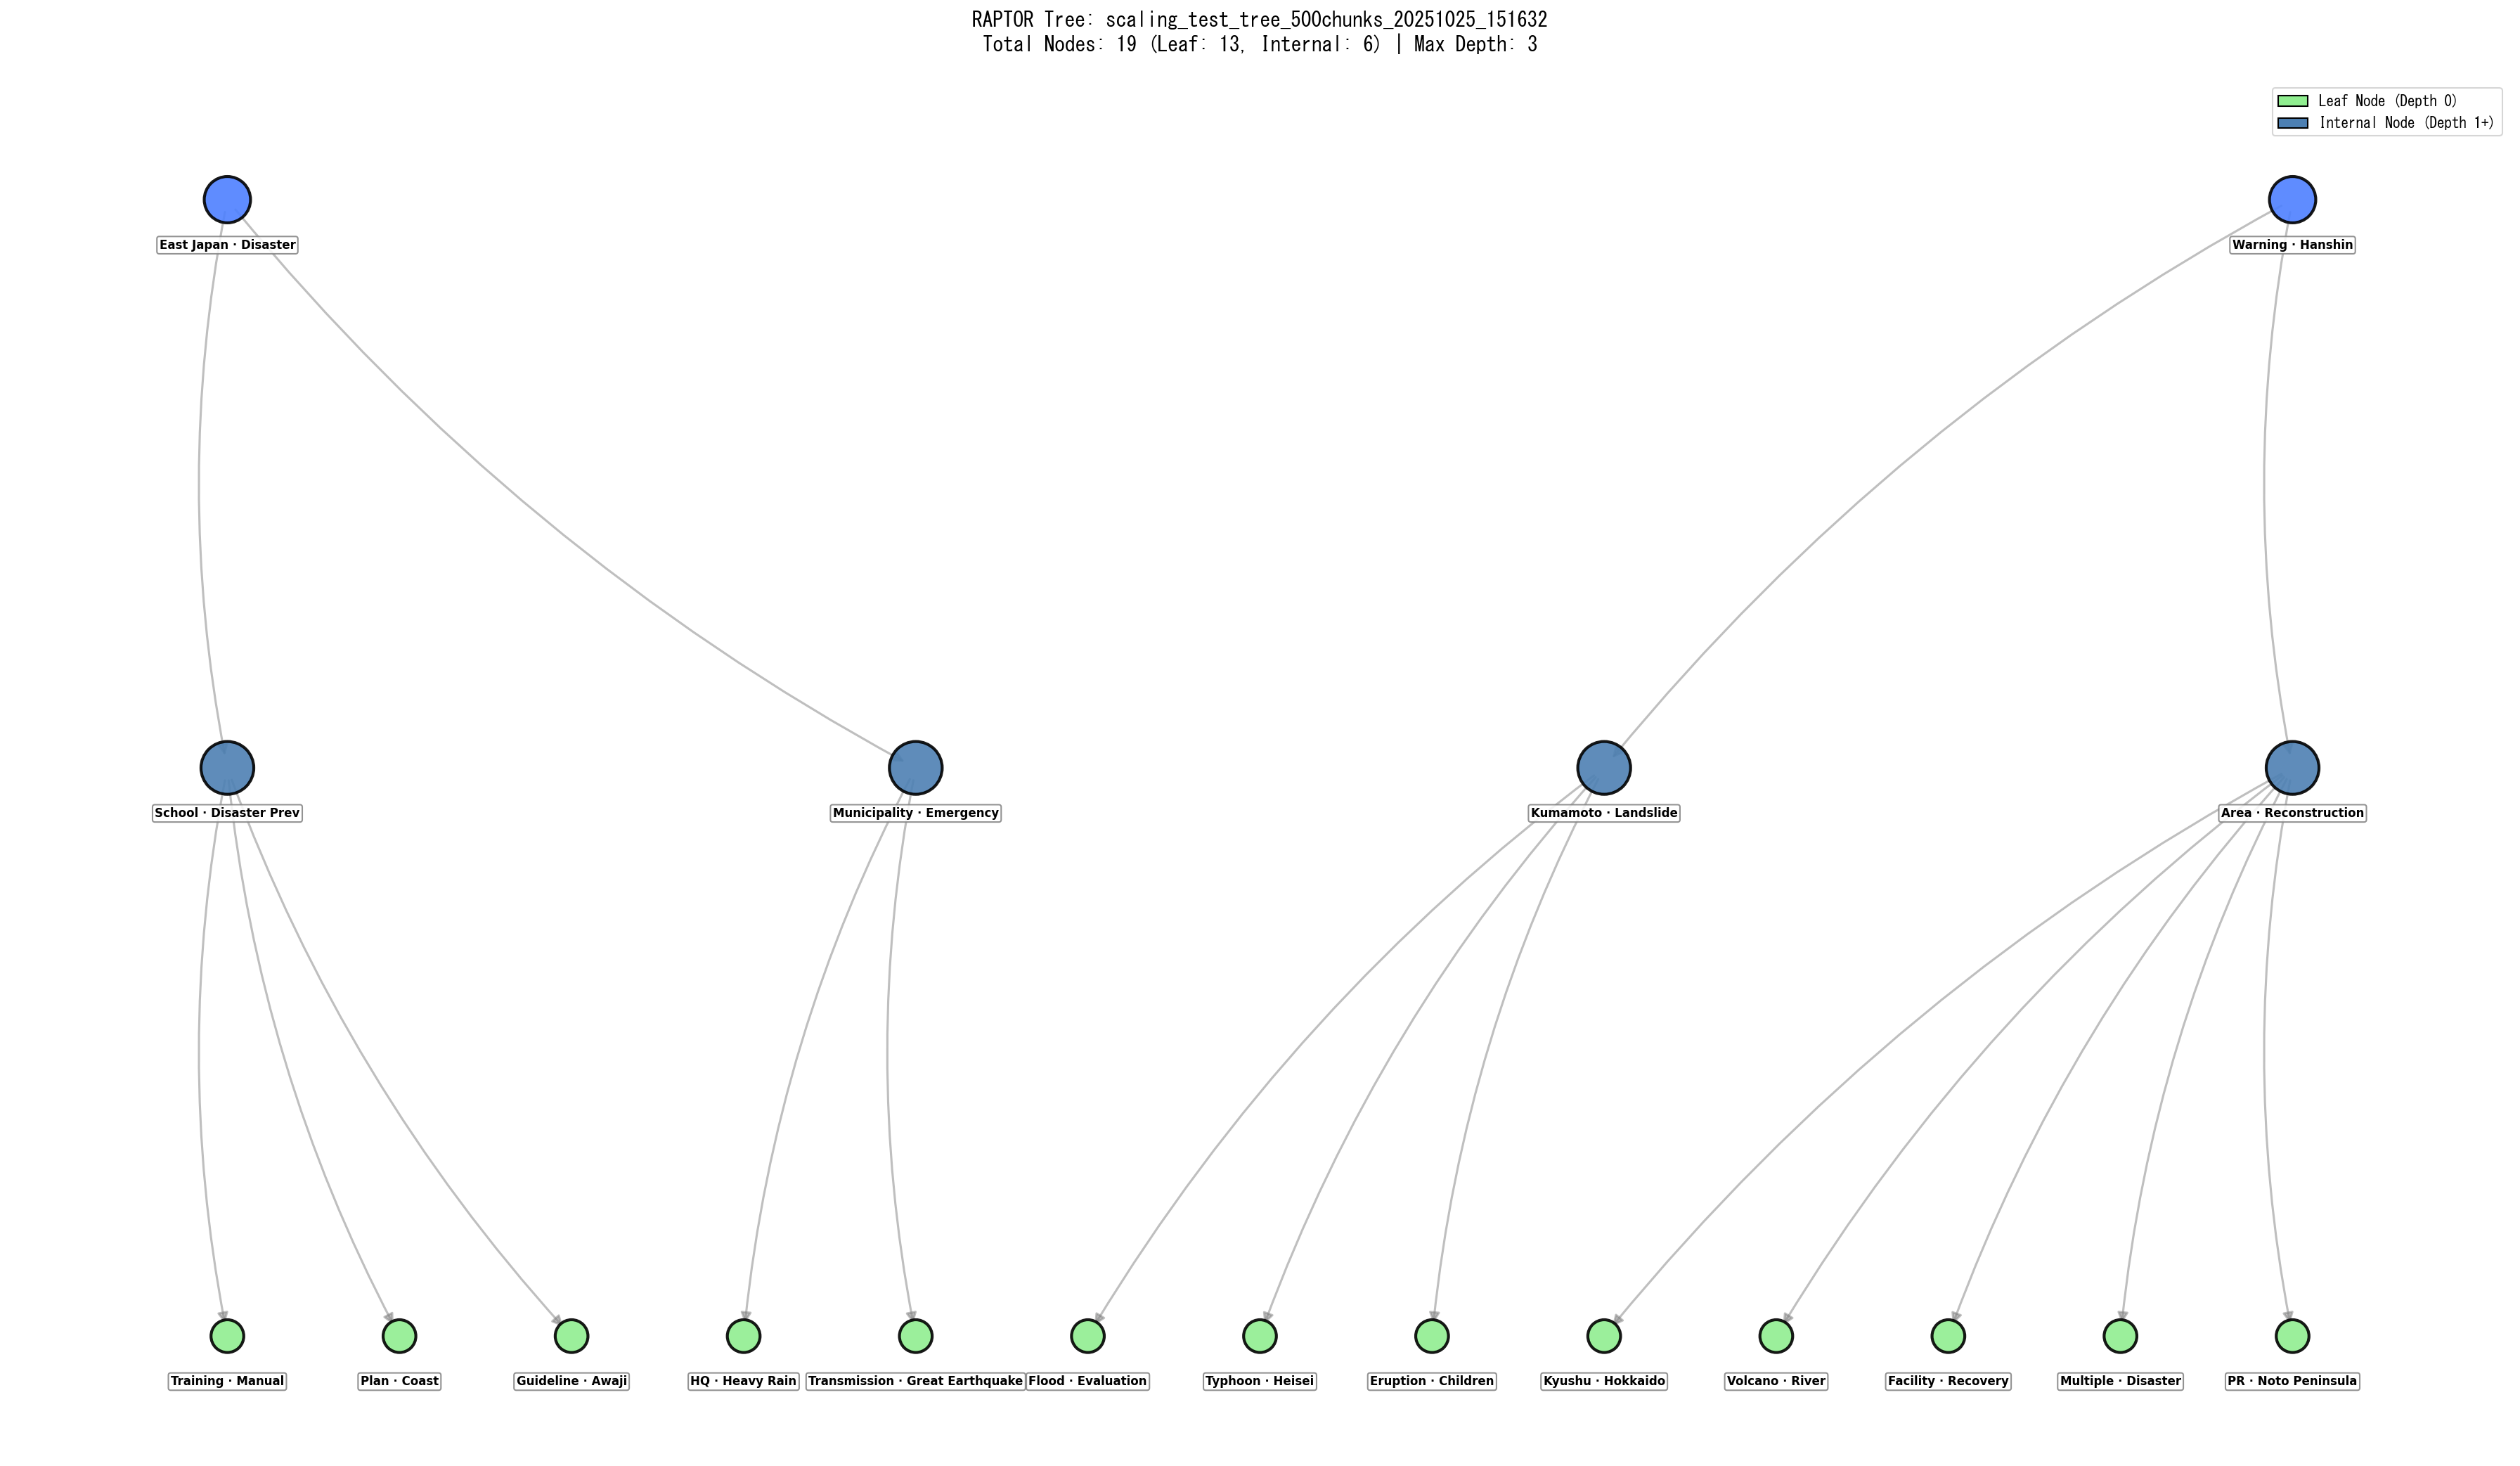 RAPTOR Tree: scaling_test_tree_500chunks_20251025_151632
Total Nodes: 19 (Leaf: 13, Internal: 6) | Max Depth: 3
Leaf Node (Depth 0)
Internal Node (Depth 1+)
East Japan · Disaster
Warning · Hanshin
School · Disaster Prev
Municipality · Emergency
Kumamoto · Landslide
Area · Reconstruction
Training · Manual
Plan · Coast
Guideline · Awaji
HQ · Heavy Rain
Transmission · Great Earthquake
Flood · Evaluation
Typhoon · Heisei
Eruption · Children
Kyushu · Hokkaido
Volcano · River
Facility · Recovery
Multiple · Disaster
PR · Noto Peninsula